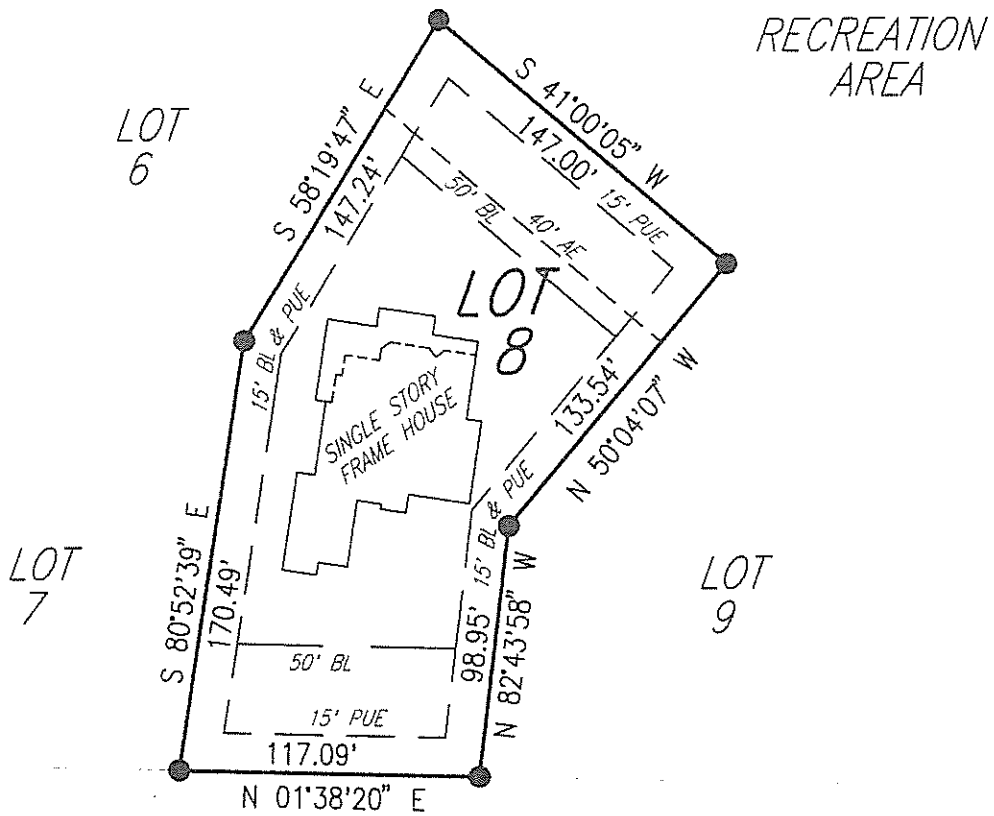 RECREATION
AREA
LOT
6
S 58°19'47" E
147.24'
S 41°00'05" W
147.00'
15' PUE
50' BL
40' AE
LOT
8
15' BL & PUE
SINGLE STORY
FRAME HOUSE
133.54'
N 50°04'07" W
15' BL & PUE
LOT
7
S 80°52'39" E
170.49'
LOT
9
98.95'
N 82°43'58" W
50' BL
15' PUE
117.09'
N 01°38'20" E